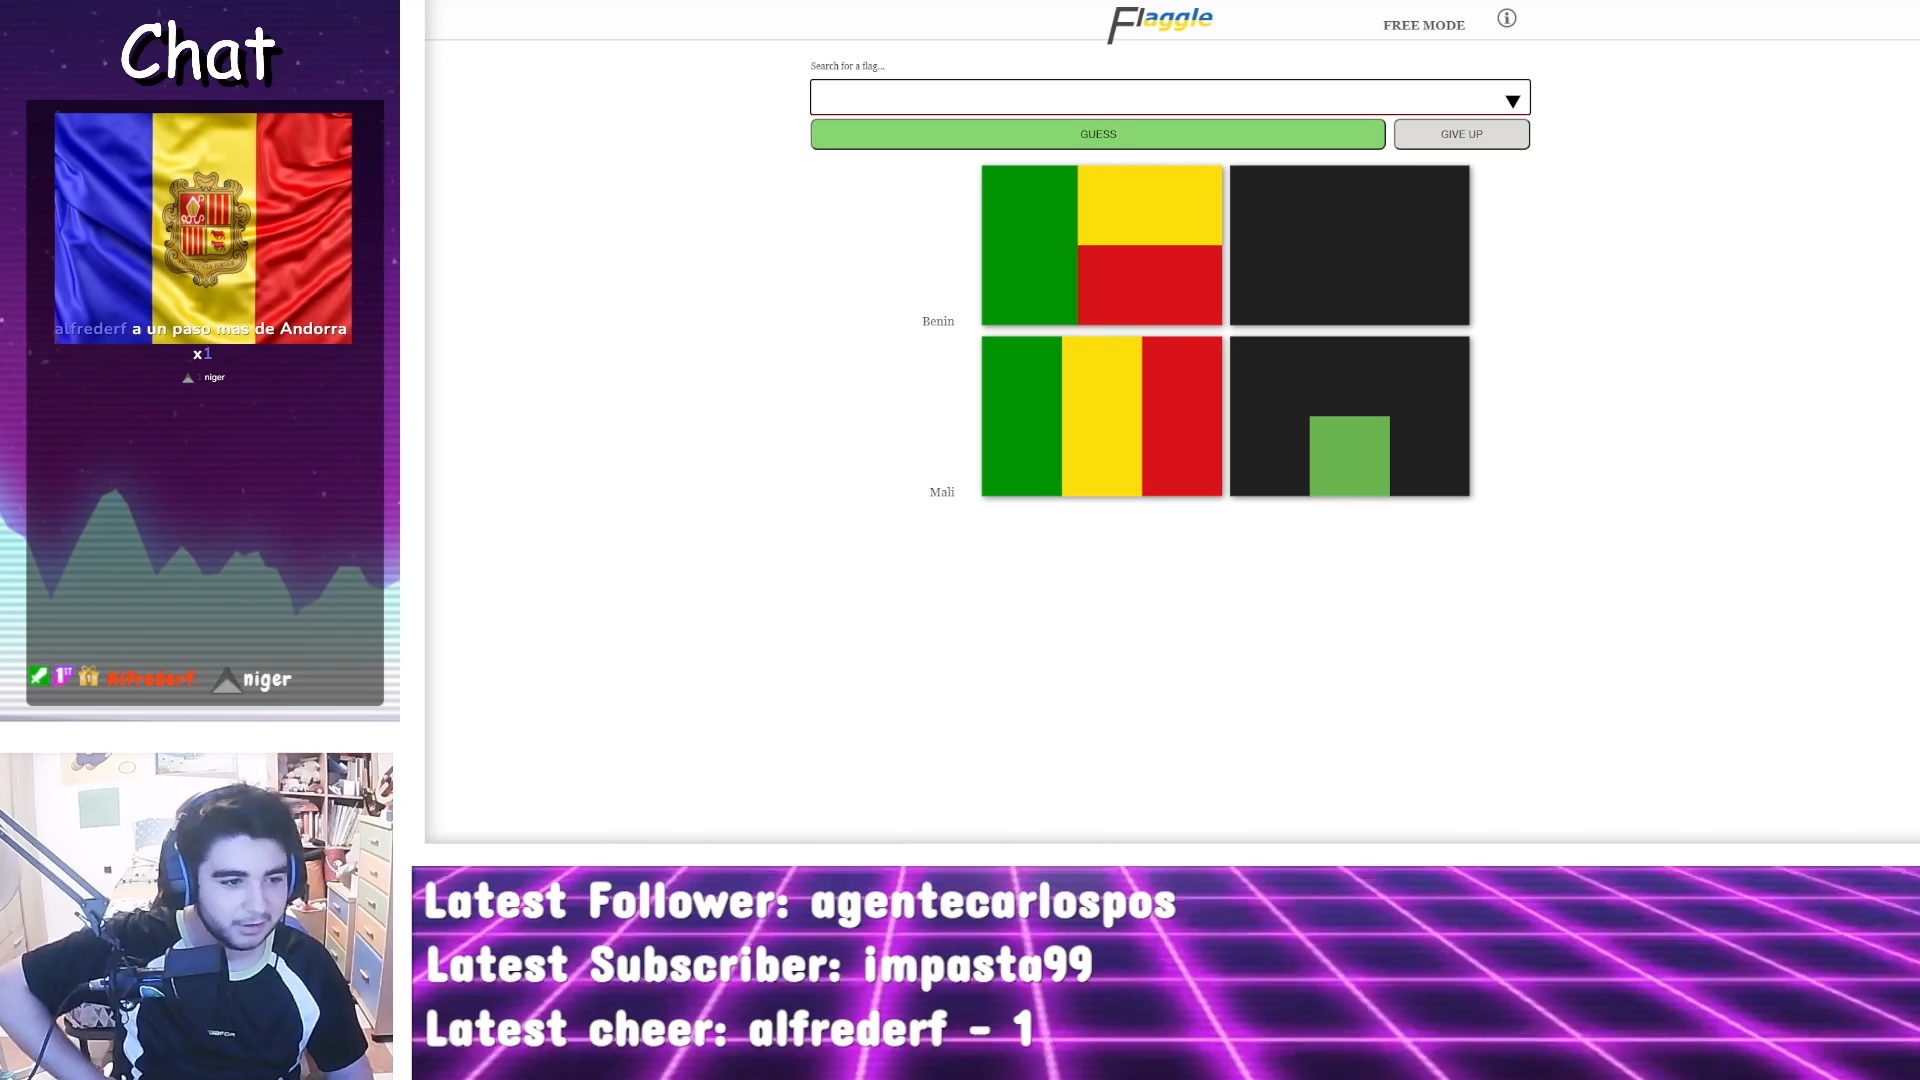 Chat
alfrederf a un paso mas de Andorra
x1
niger
1ST Alfrederf: niger
Flaggle
FREE MODE
Search for a flag...
GUESS
GIVE UP
Benin
Mali
Latest Follower: agentecarlospos
Latest Subscriber: impasta99
Latest cheer: alfrederf - 1